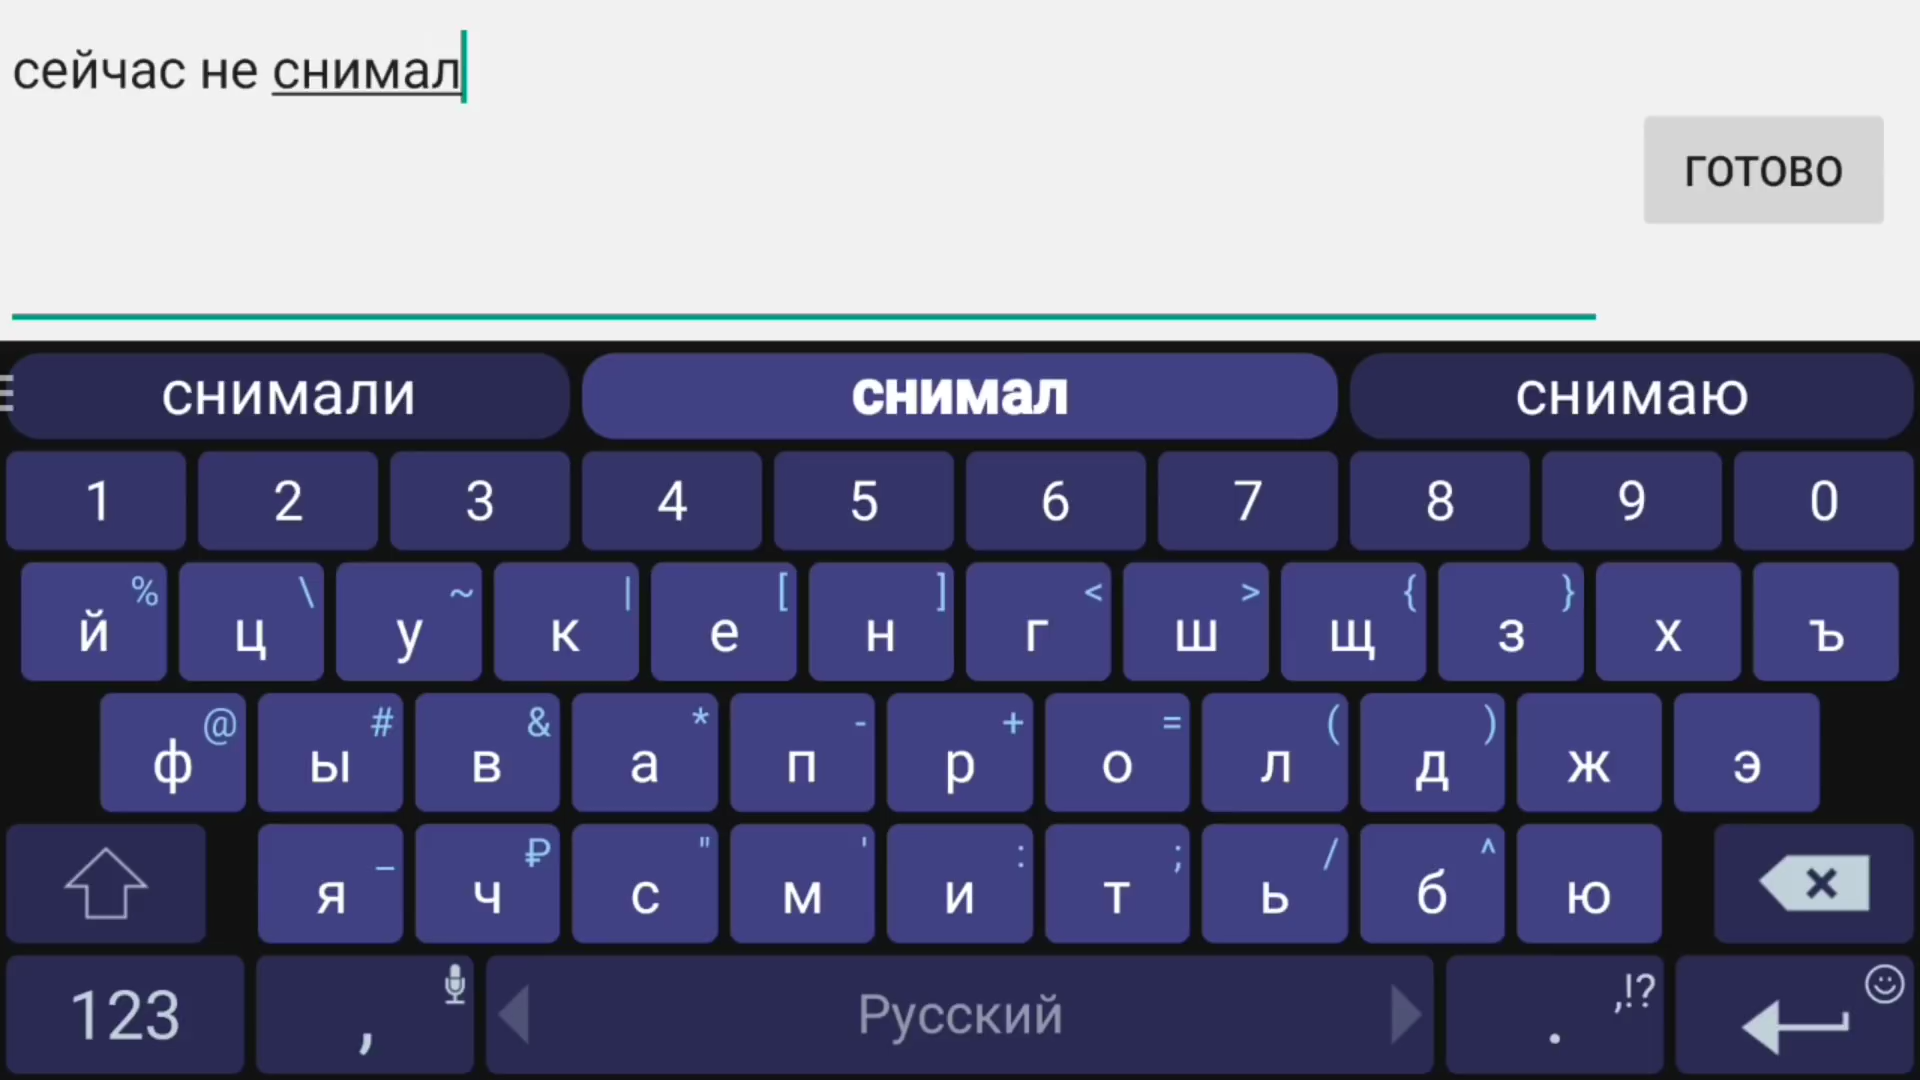 сейчас не снимал
готово
снимали снимал снимаю
1 2 3 4 5 6 7 8 9 0
% \ ~ | [ ] < > { }
й ц у к е н г ш щ з х ъ
@ # & * - + = ( )
ф ы в а п р о л д ж э
_ ₽ " ' : ; / ^
я ч с м и т ь б ю
123 , Русский . ,!?